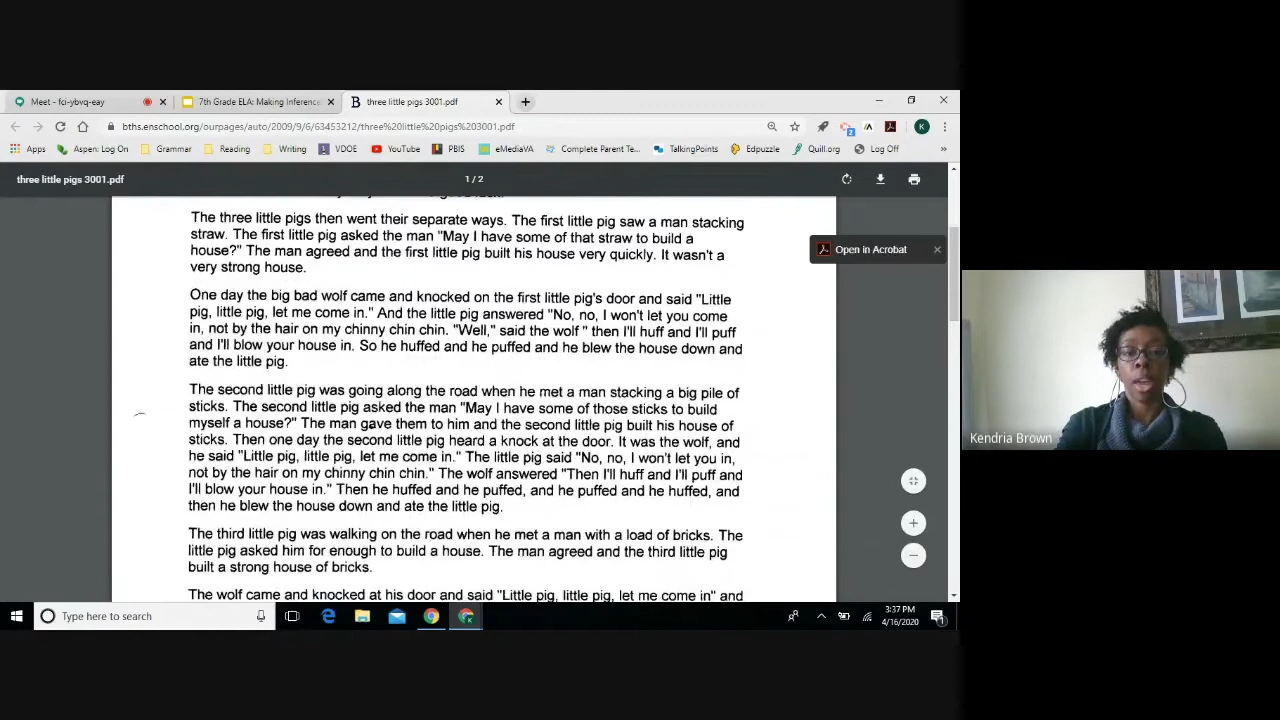 Meet - fci-ybvq-eay
7th Grade ELA: Making Inference
three little pigs 3001.pdf
bths.enschool.org/ourpages/auto/2009/9/6/63453212/three%20little%20pigs%203001.pdf
Apps Aspen: Log On Grammar Reading Writing VDOE YouTube PBIS eMediaVA Complete Parent Te... TalkingPoints Edpuzzle Quill.org Log Off »
three little pigs 3001.pdf 1 / 2
Open in Acrobat
The three little pigs then went their separate ways. The first little pig saw a man stacking
straw. The first little pig asked the man "May I have some of that straw to build a
house?" The man agreed and the first little pig built his house very quickly. It wasn't a
very strong house.
One day the big bad wolf came and knocked on the first little pig's door and said "Little
pig, little pig, let me come in." And the little pig answered "No, no, I won't let you come
in, not by the hair on my chinny chin chin. "Well," said the wolf " then I'll huff and I'll puff
and I'll blow your house in. So he huffed and he puffed and he blew the house down and
ate the little pig.
The second little pig was going along the road when he met a man stacking a big pile of
sticks. The second little pig asked the man "May I have some of those sticks to build
myself a house?" The man gave them to him and the second little pig built his house of
sticks. Then one day the second little pig heard a knock at the door. It was the wolf, and
he said "Little pig, little pig, let me come in." The little pig said "No, no, I won't let you in,
not by the hair on my chinny chin chin." The wolf answered "Then I'll huff and I'll puff and
I'll blow your house in." Then he huffed and he puffed, and he puffed and he huffed, and
then he blew the house down and ate the little pig.
The third little pig was walking on the road when he met a man with a load of bricks. The
little pig asked him for enough to build a house. The man agreed and the third little pig
built a strong house of bricks.
The wolf came and knocked at his door and said "Little pig, little pig, let me come in" and
Kendria Brown
Type here to search
3:37 PM
4/16/2020